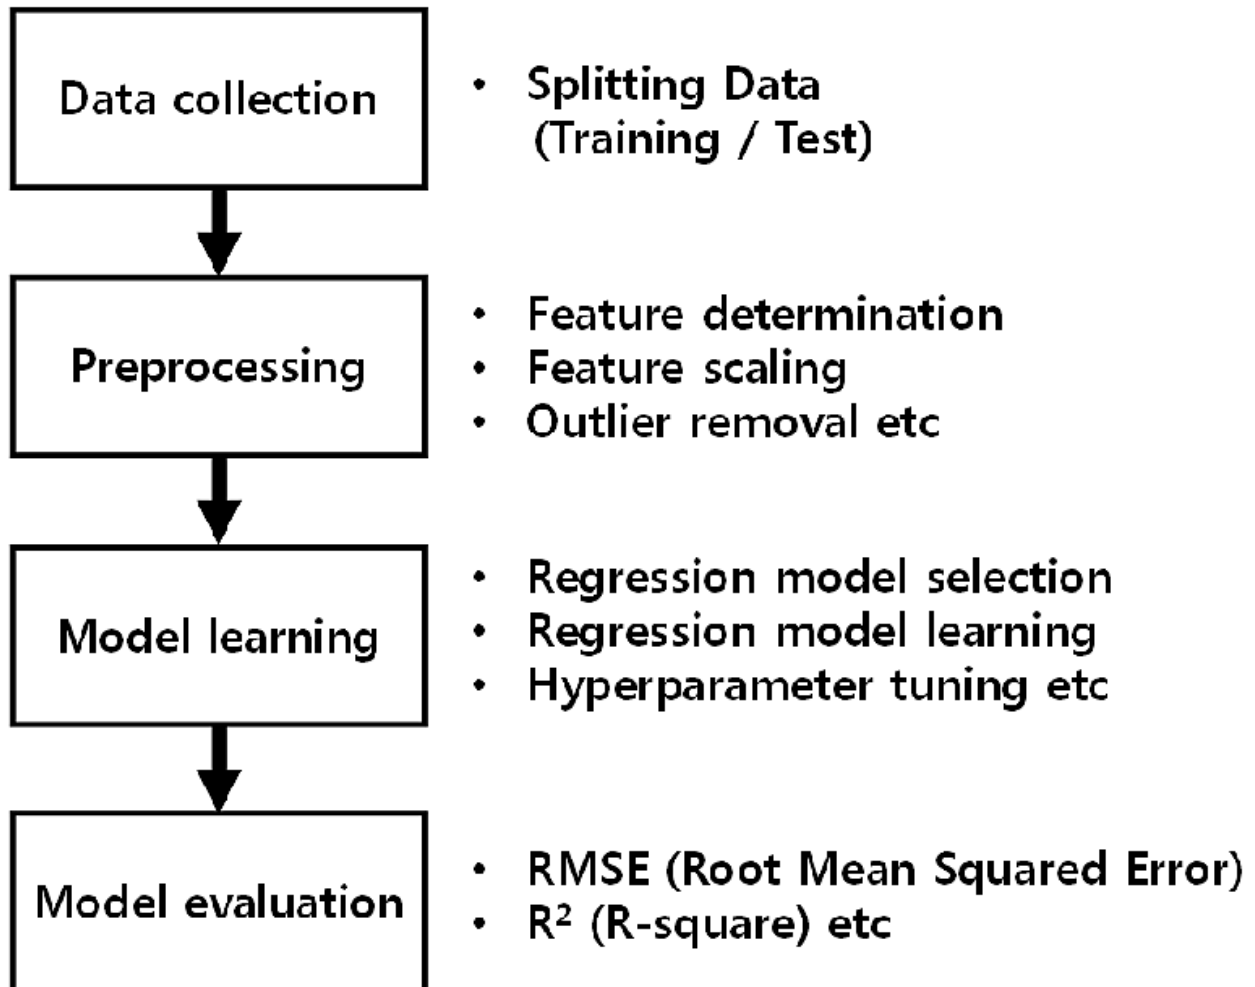 Data collection
• Splitting Data
(Training / Test)
Preprocessing
• Feature determination
• Feature scaling
• Outlier removal etc
Model learning
• Regression model selection
• Regression model learning
• Hyperparameter tuning etc
Model evaluation
• RMSE (Root Mean Squared Error)
• R² (R-square) etc